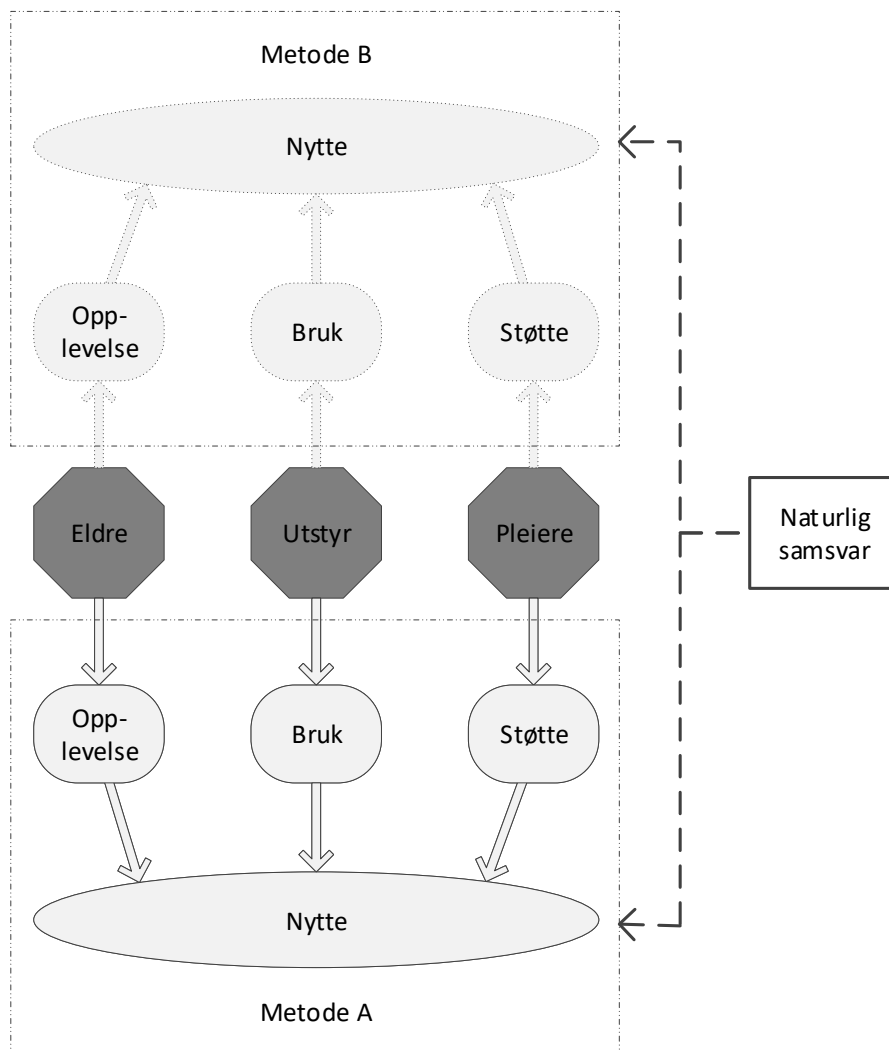 Metode B
Nytte
Opp-
levelse
Bruk
Støtte
Eldre
Utstyr
Pleiere
Naturlig
samsvar
Opp-
levelse
Bruk
Støtte
Nytte
Metode A